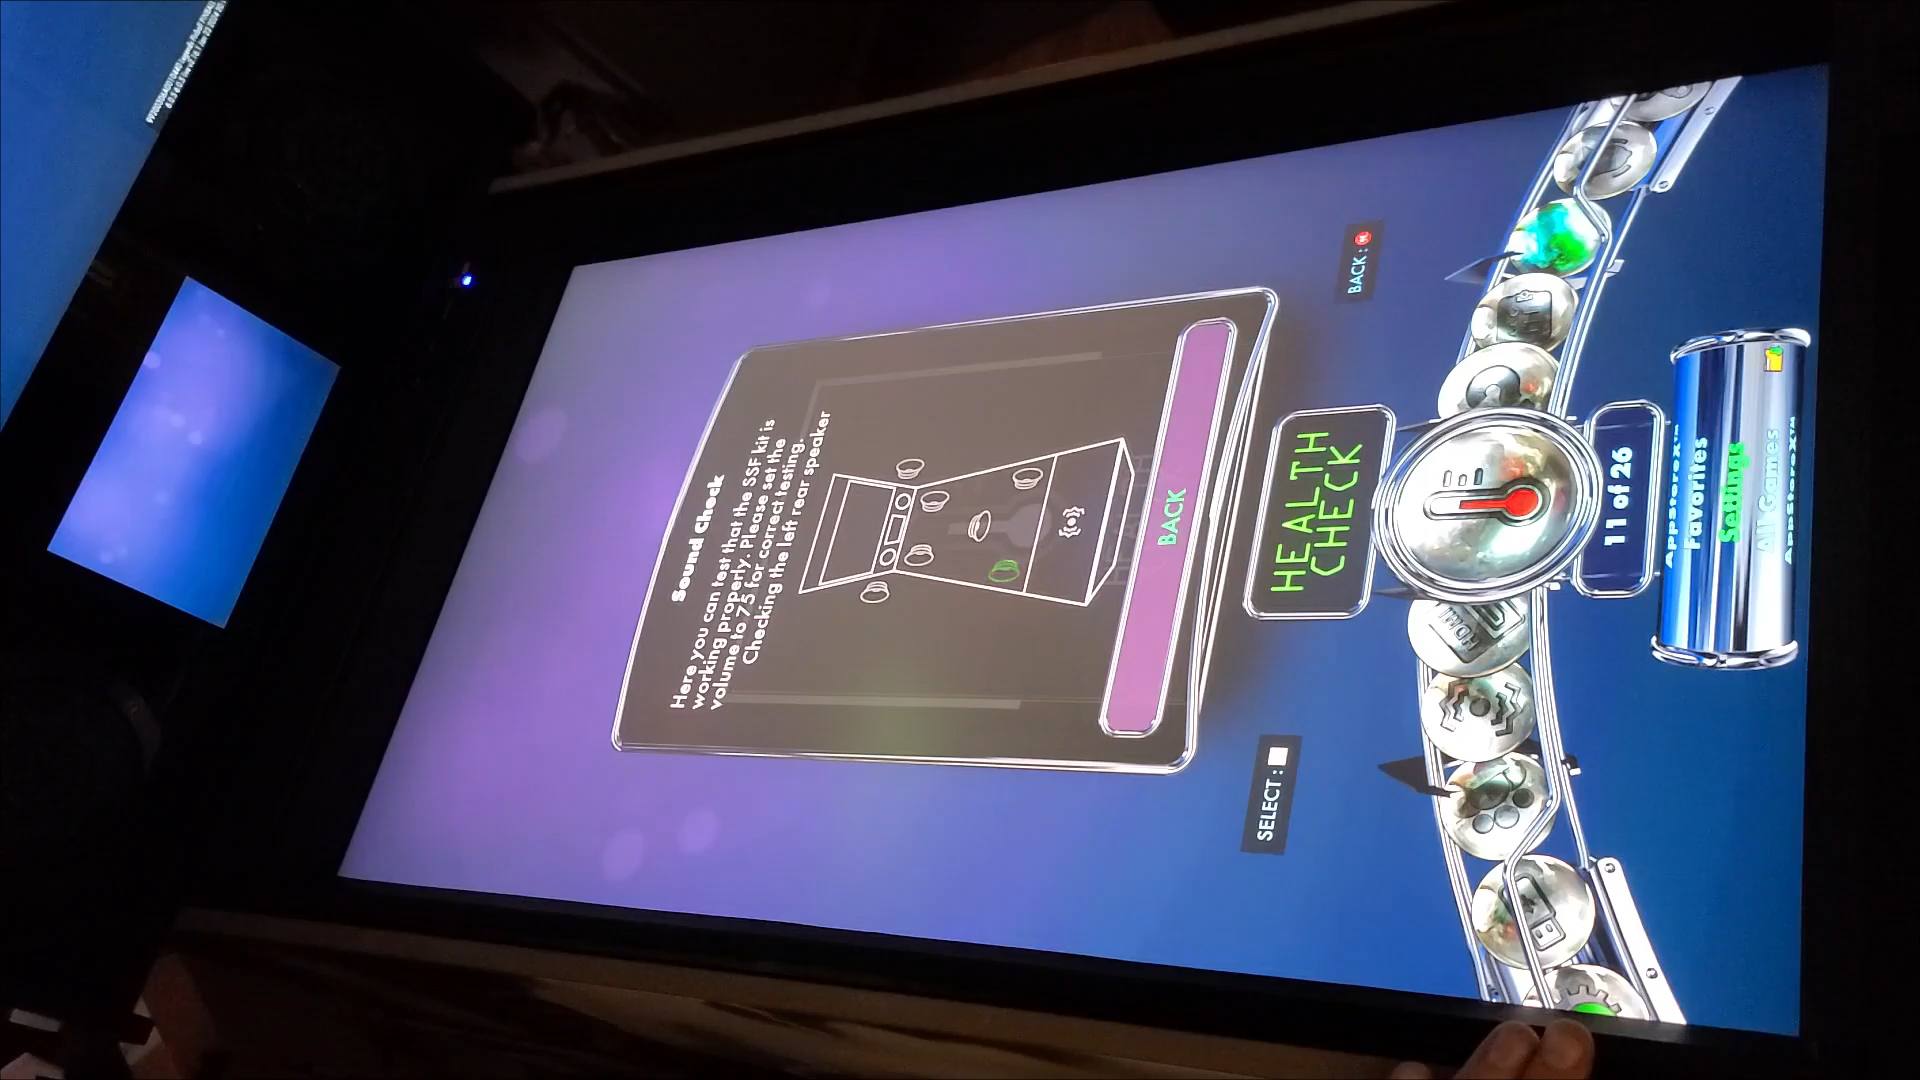 Sound Check
Here you can test that the SSF kit is
working properly. Please set the
volume to 75 for correct testing.
Checking the left rear speaker
BACK
SELECT :
BACK :
HEALTH
CHECK
11 of 26
AppstoreX™
Favorites
Settings
All Games
AppstoreX™